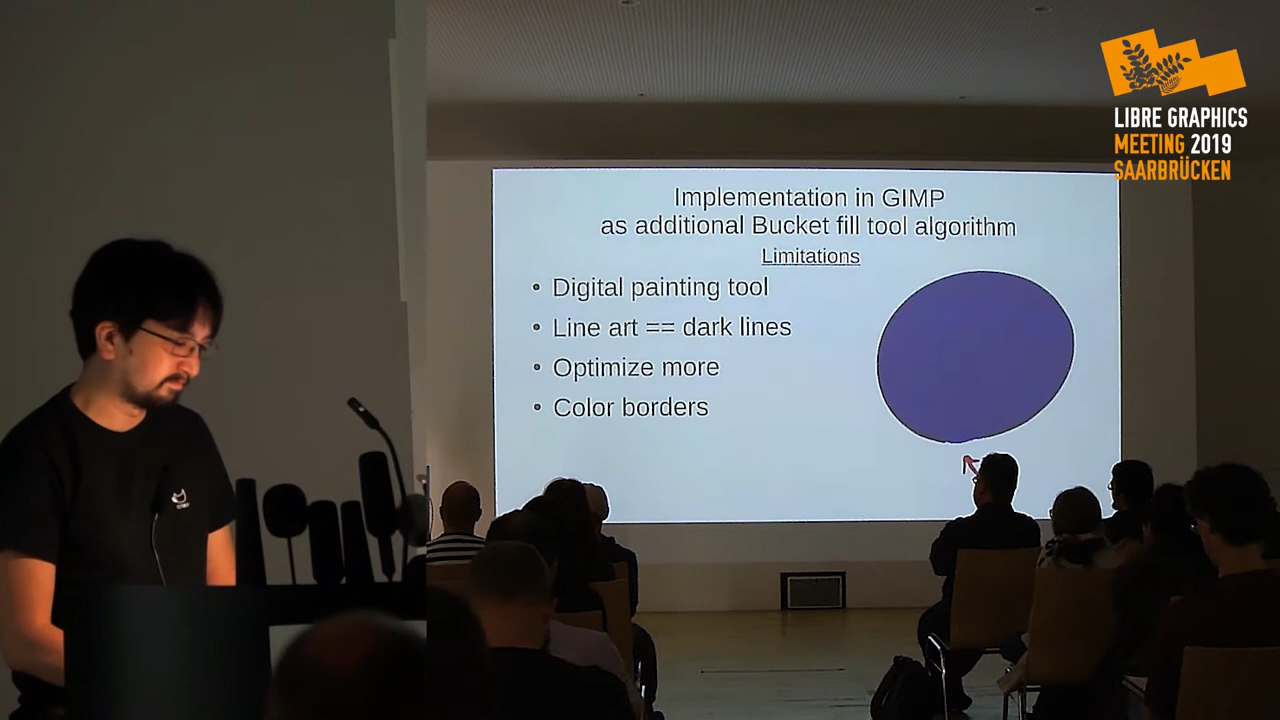 LIBRE GRAPHICS
MEETING 2019
SAARBRÜCKEN
Implementation in GIMP
as additional Bucket fill tool algorithm
Limitations
• Digital painting tool
• Line art == dark lines
• Optimize more
• Color borders